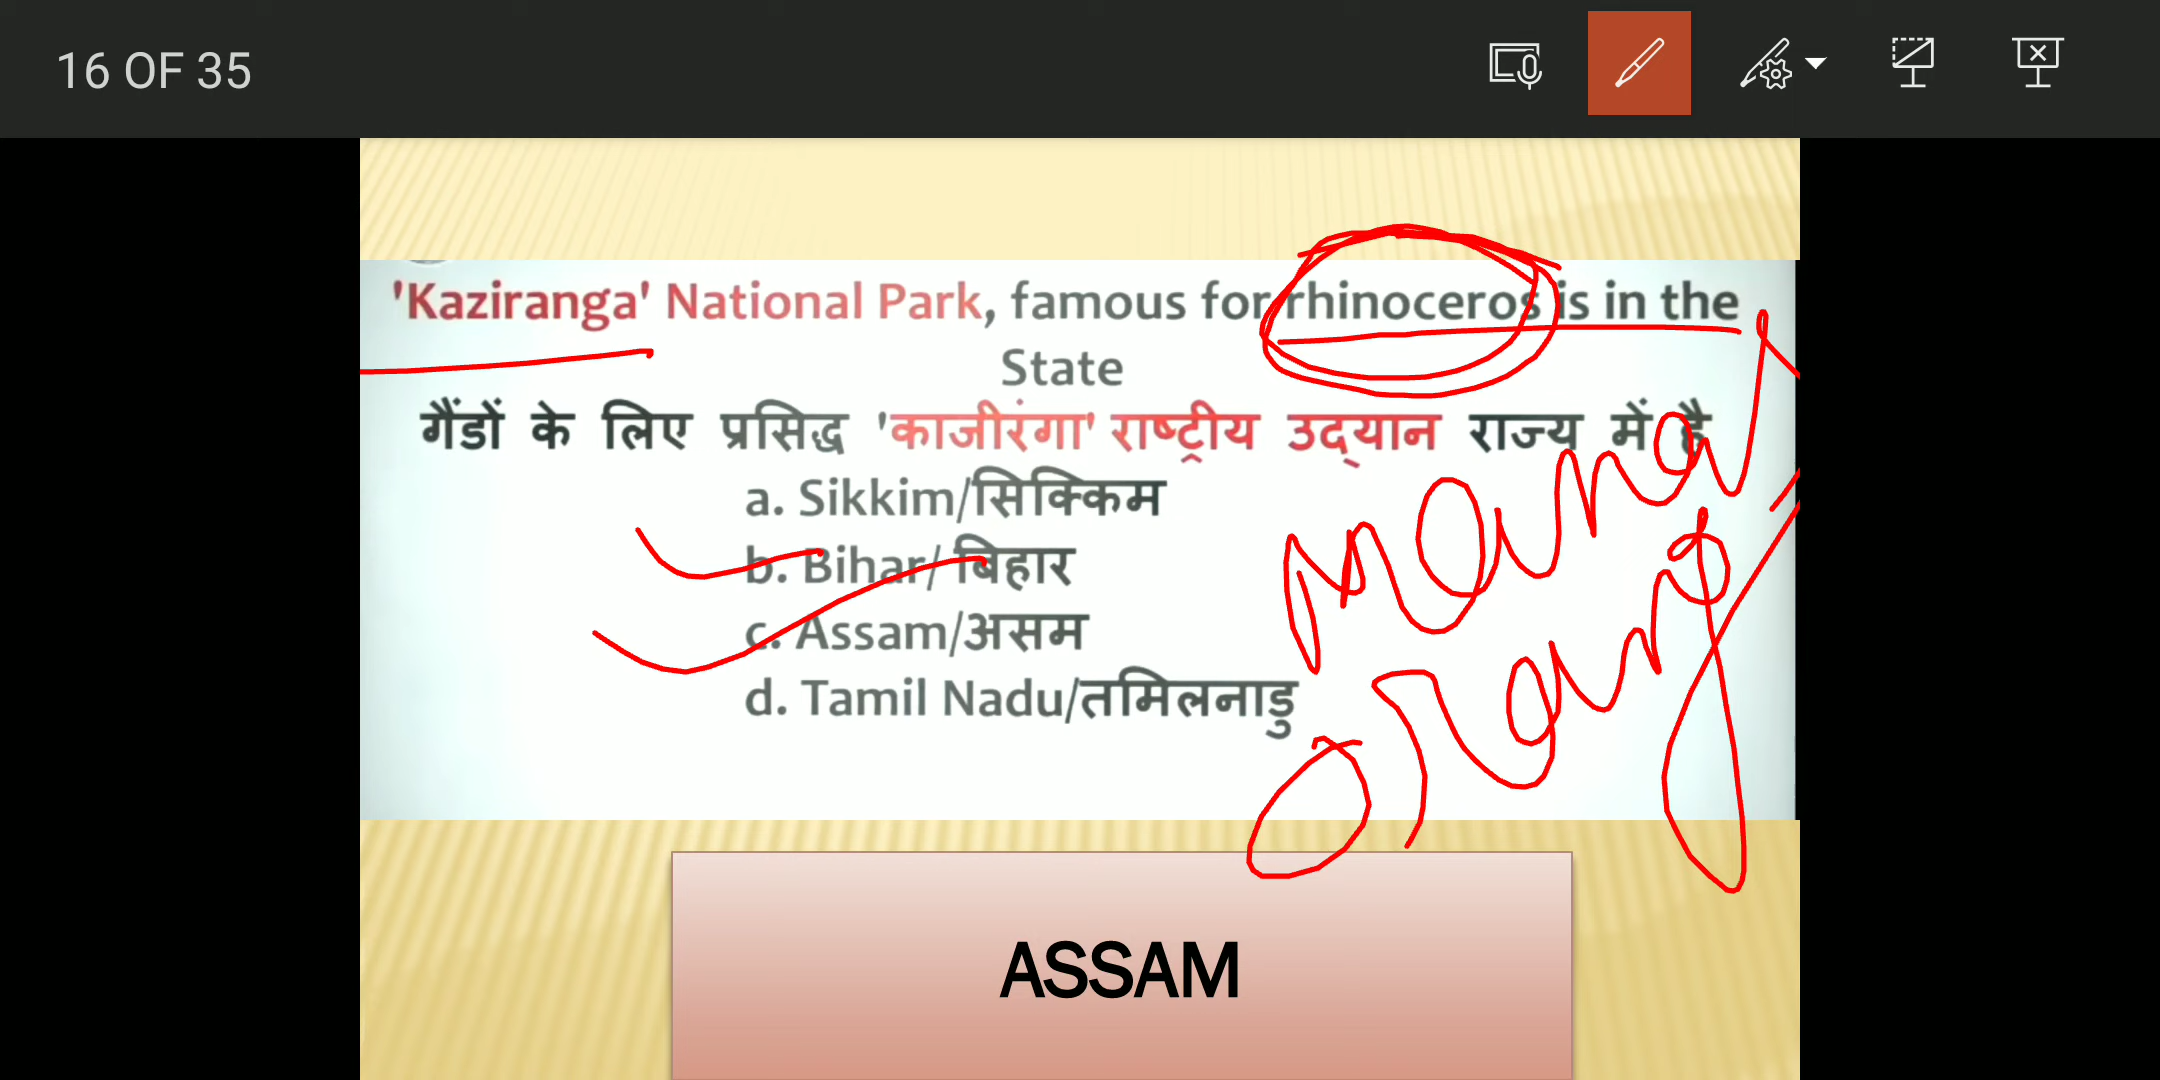 16 OF 35
'Kaziranga' National Park, famous for rhinoceros is in the
State
गैंडों के लिए प्रसिद्ध 'काजीरंगा' राष्ट्रीय उद्यान राज्य में है
a. Sikkim/सिक्किम
b. Bihar/ बिहार
c. Assam/असम
d. Tamil Nadu/तमिलनाडु
manas
orang
ASSAM